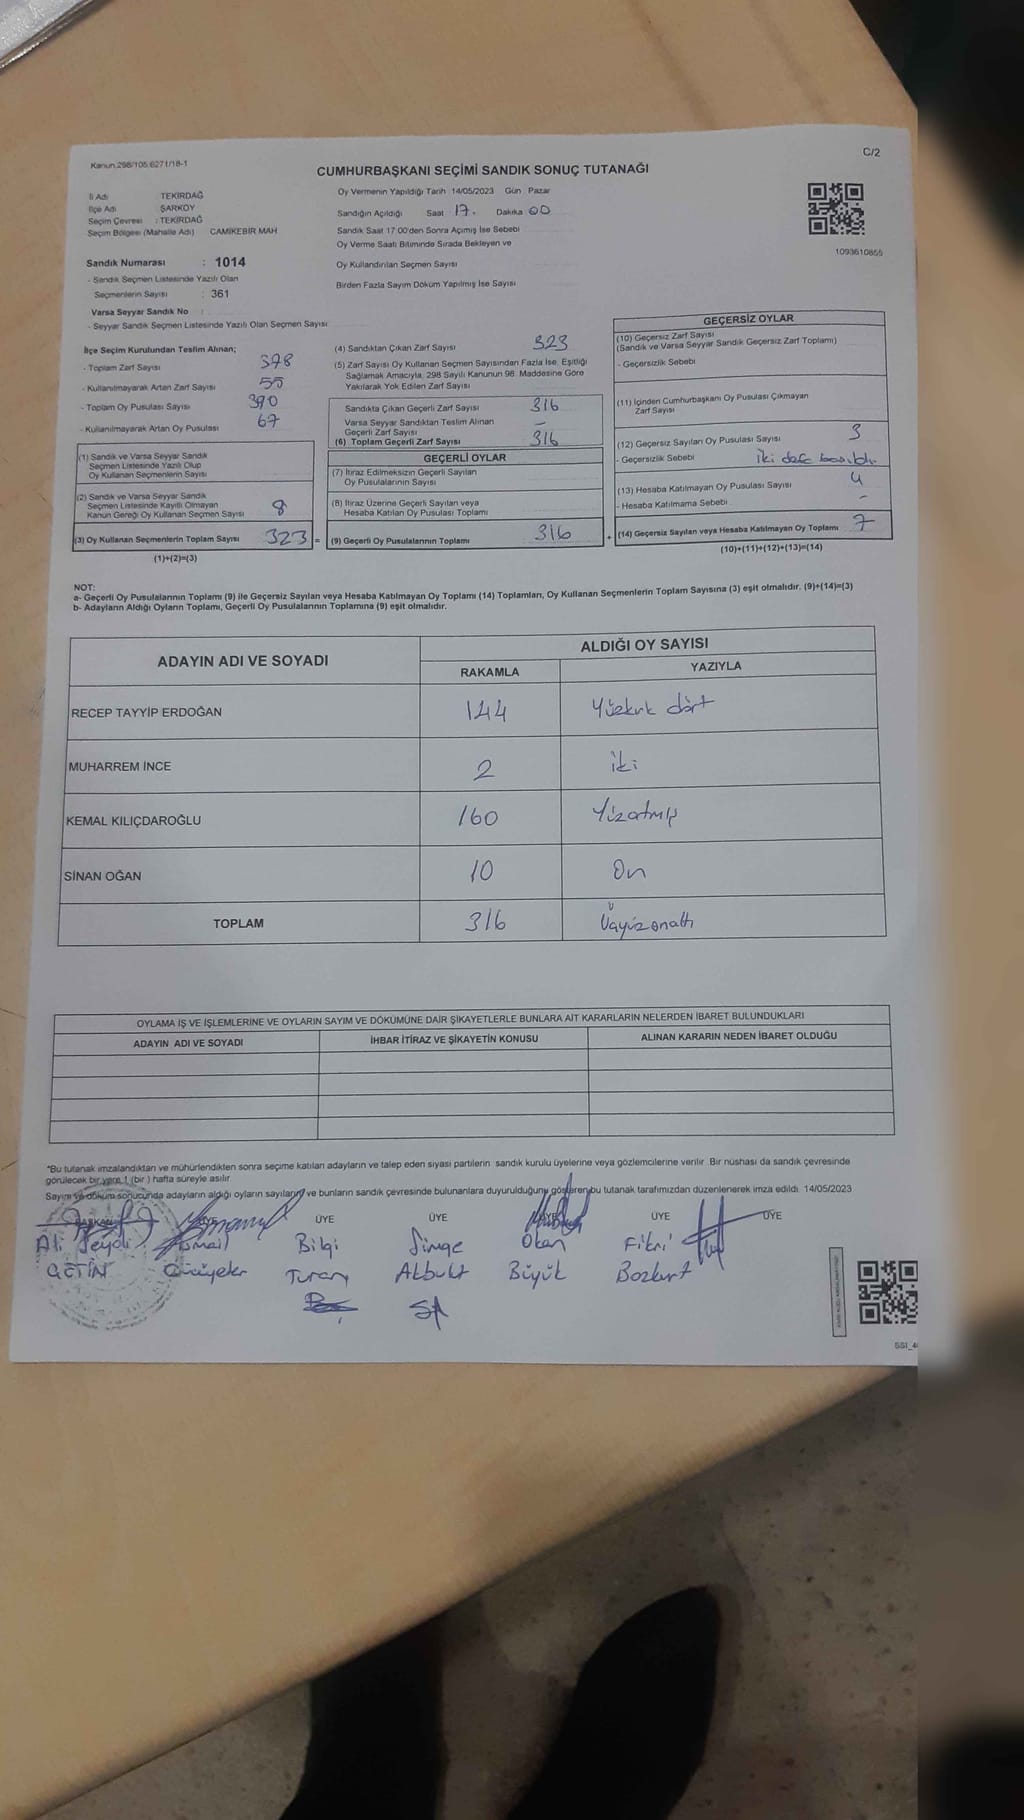 Kanun.298/105.6271/18-1
C/2
CUMHURBAŞKANI SEÇİMİ SANDIK SONUÇ TUTANAĞI
İl Adı TEKİRDAĞ
İlçe Adı ŞARKÖY
Seçim Çevresi : TEKİRDAĞ
Seçim Bölgesi (Mahalle Adı) CAMİKEBİR MAH
Oy Vermenin Yapıldığı Tarih 14/05/2023 Gün : Pazar
Sandığın Açıldığı Saat 17. Dakika 00
Sandık Saat 17:00'den Sonra Açımış İse Sebebi
Oy Verme Saati Bitiminde Sırada Bekleyen ve
Oy Kullandırılan Seçmen Sayısı
Birden Fazla Sayım Döküm Yapılmış İse Sayısı
1093610855
Sandık Numarası : 1014
- Sandık Seçmen Listesinde Yazılı Olan
Seçmenlerin Sayısı : 361
Varsa Seyyar Sandık No :
- Seyyar Sandık Seçmen Listesinde Yazılı Olan Seçmen Sayısı
İlçe Seçim Kurulundan Teslim Alınan;
- Toplam Zarf Sayısı 378
- Kullanılmayarak Artan Zarf Sayısı 55
- Toplam Oy Pusulası Sayısı 390
- Kullanılmayarak Artan Oy Pusulası 67
(1) Sandık ve Varsa Seyyar Sandık
Seçmen Listesinde Yazılı Olup
Oy Kullanan Seçmenlerin Sayısı
(2) Sandık ve Varsa Seyyar Sandık
Seçmen Listesinde Kayıtlı Olmayan
Kanun Gereği Oy Kullanan Seçmen Sayısı 8
(3) Oy Kullanan Seçmenlerin Toplam Sayısı 323 =
(1)+(2)=(3)
(4) Sandıktan Çıkan Zarf Sayısı 323
(5) Zarf Sayısı Oy Kullanan Seçmen Sayısından Fazla İse, Eşitliği
Sağlamak Amacıyla, 298 Sayılı Kanunun 98. Maddesine Göre
Yakılarak Yok Edilen Zarf Sayısı
Sandıkta Çıkan Geçerli Zarf Sayısı 316
Varsa Seyyar Sandıktan Teslim Alınan
Geçerli Zarf Sayısı -
(6) Toplam Geçerli Zarf Sayısı 316
GEÇERLİ OYLAR
(7) İtiraz Edilmeksizin Geçerli Sayılan
Oy Pusulalarının Sayısı
(8) İtiraz Üzerine Geçerli Sayılan veya
Hesaba Katılan Oy Pusulası Toplamı
(9) Geçerli Oy Pusulalarının Toplamı 316 +
GEÇERSİZ OYLAR
(10) Geçersiz Zarf Sayısı
(Sandık ve Varsa Seyyar Sandık Geçersiz Zarf Toplamı)
- Geçersizlik Sebebi
(11) İçinden Cumhurbaşkanı Oy Pusulası Çıkmayan
Zarf Sayısı
(12) Geçersiz Sayılan Oy Pusulası Sayısı 3
- Geçersizlik Sebebi iki defa basıldı.
(13) Hesaba Katılmayan Oy Pusulası Sayısı 4
- Hesaba Katılmama Sebebi -
(14) Geçersiz Sayılan veya Hesaba Katılmayan Oy Toplamı 7
(10)+(11)+(12)+(13)=(14)
NOT:
a- Geçerli Oy Pusulalarının Toplamı (9) ile Geçersiz Sayılan veya Hesaba Katılmayan Oy Toplamı (14) Toplamları, Oy Kullanan Seçmenlerin Toplam Sayısına (3) eşit olmalıdır. (9)+(14)=(3)
b- Adayların Aldığı Oyların Toplamı, Geçerli Oy Pusulalarının Toplamına (9) eşit olmalıdır.
ADAYIN ADI VE SOYADI
ALDIĞI OY SAYISI
RAKAMLA YAZIYLA
RECEP TAYYİP ERDOĞAN 144 Yüzkırk dört
MUHARREM İNCE 2 iki
KEMAL KILIÇDAROĞLU 160 Yüzatmış
SİNAN OĞAN 10 On
TOPLAM 316 Üçyüzonaltı
OYLAMA İŞ VE İŞLEMLERİNE VE OYLARIN SAYIM VE DÖKÜMÜNE DAİR ŞİKAYETLERLE BUNLARA AİT KARARLARIN NELERDEN İBARET BULUNDUKLARI
ADAYIN ADI VE SOYADI İHBAR İTİRAZ VE ŞİKAYETİN KONUSU ALINAN KARARIN NEDEN İBARET OLDUĞU
*Bu tutanak imzalandıktan ve mühürlendikten sonra seçime katılan adayların ve talep eden siyasi partilerin sandık kurulu üyelerine veya gözlemcilerine verilir. Bir nüshası da sandık çevresinde
görülecek bir yere 1 (bir) hafta süreyle asılır
Sayım ve döküm sonucunda adayların aldığı oyların sayılarını ve bunların sandık çevresinde bulunanlara duyurulduğunu gösteren bu tutanak tarafımızdan düzenlenerek imza edildi. 14/05/2023
BAŞKAN ÜYE ÜYE ÜYE ÜYE ÜYE
Ali Seydi İsmail Bilgi Simge Okan Fikri
ÇETİN Turan Akbulut Büyük Bozkurt